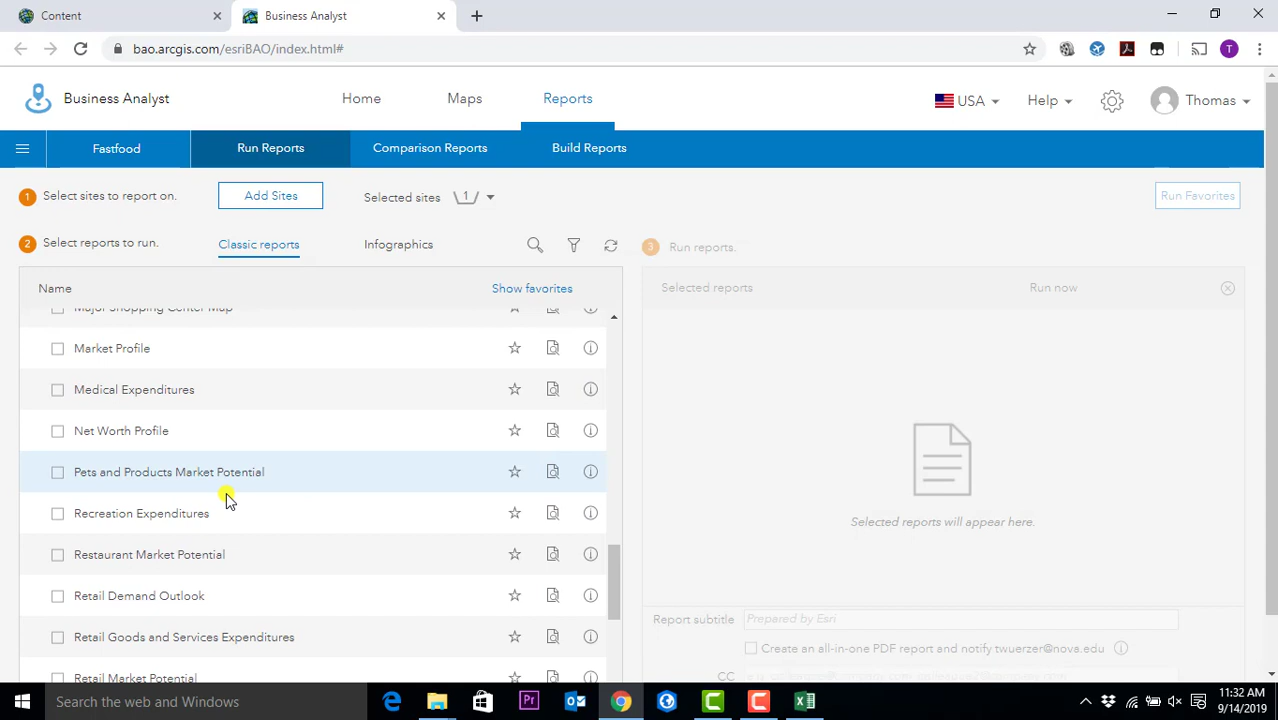 Content
Business Analyst
bao.arcgis.com/esriBAO/index.html#
T
Business Analyst
Home
Maps
Reports
USA
Help
Thomas
Fastfood
Run Reports
Comparison Reports
Build Reports
1 Select sites to report on.
Add Sites
Selected sites
1
Run Favorites
2 Select reports to run.
Classic reports
Infographics
3 Run reports.
Name
Show favorites
Selected reports
Run now
Major Shopping Center Map
Market Profile
Medical Expenditures
Net Worth Profile
Pets and Products Market Potential
Recreation Expenditures
Restaurant Market Potential
Retail Demand Outlook
Retail Goods and Services Expenditures
Retail Market Potential
Selected reports will appear here.
Report subtitle
Prepared by Esri
Create an all-in-one PDF report and notify twuerzer@nova.edu
CC
Search the web and Windows
Pr
11:32 AM
9/14/2019